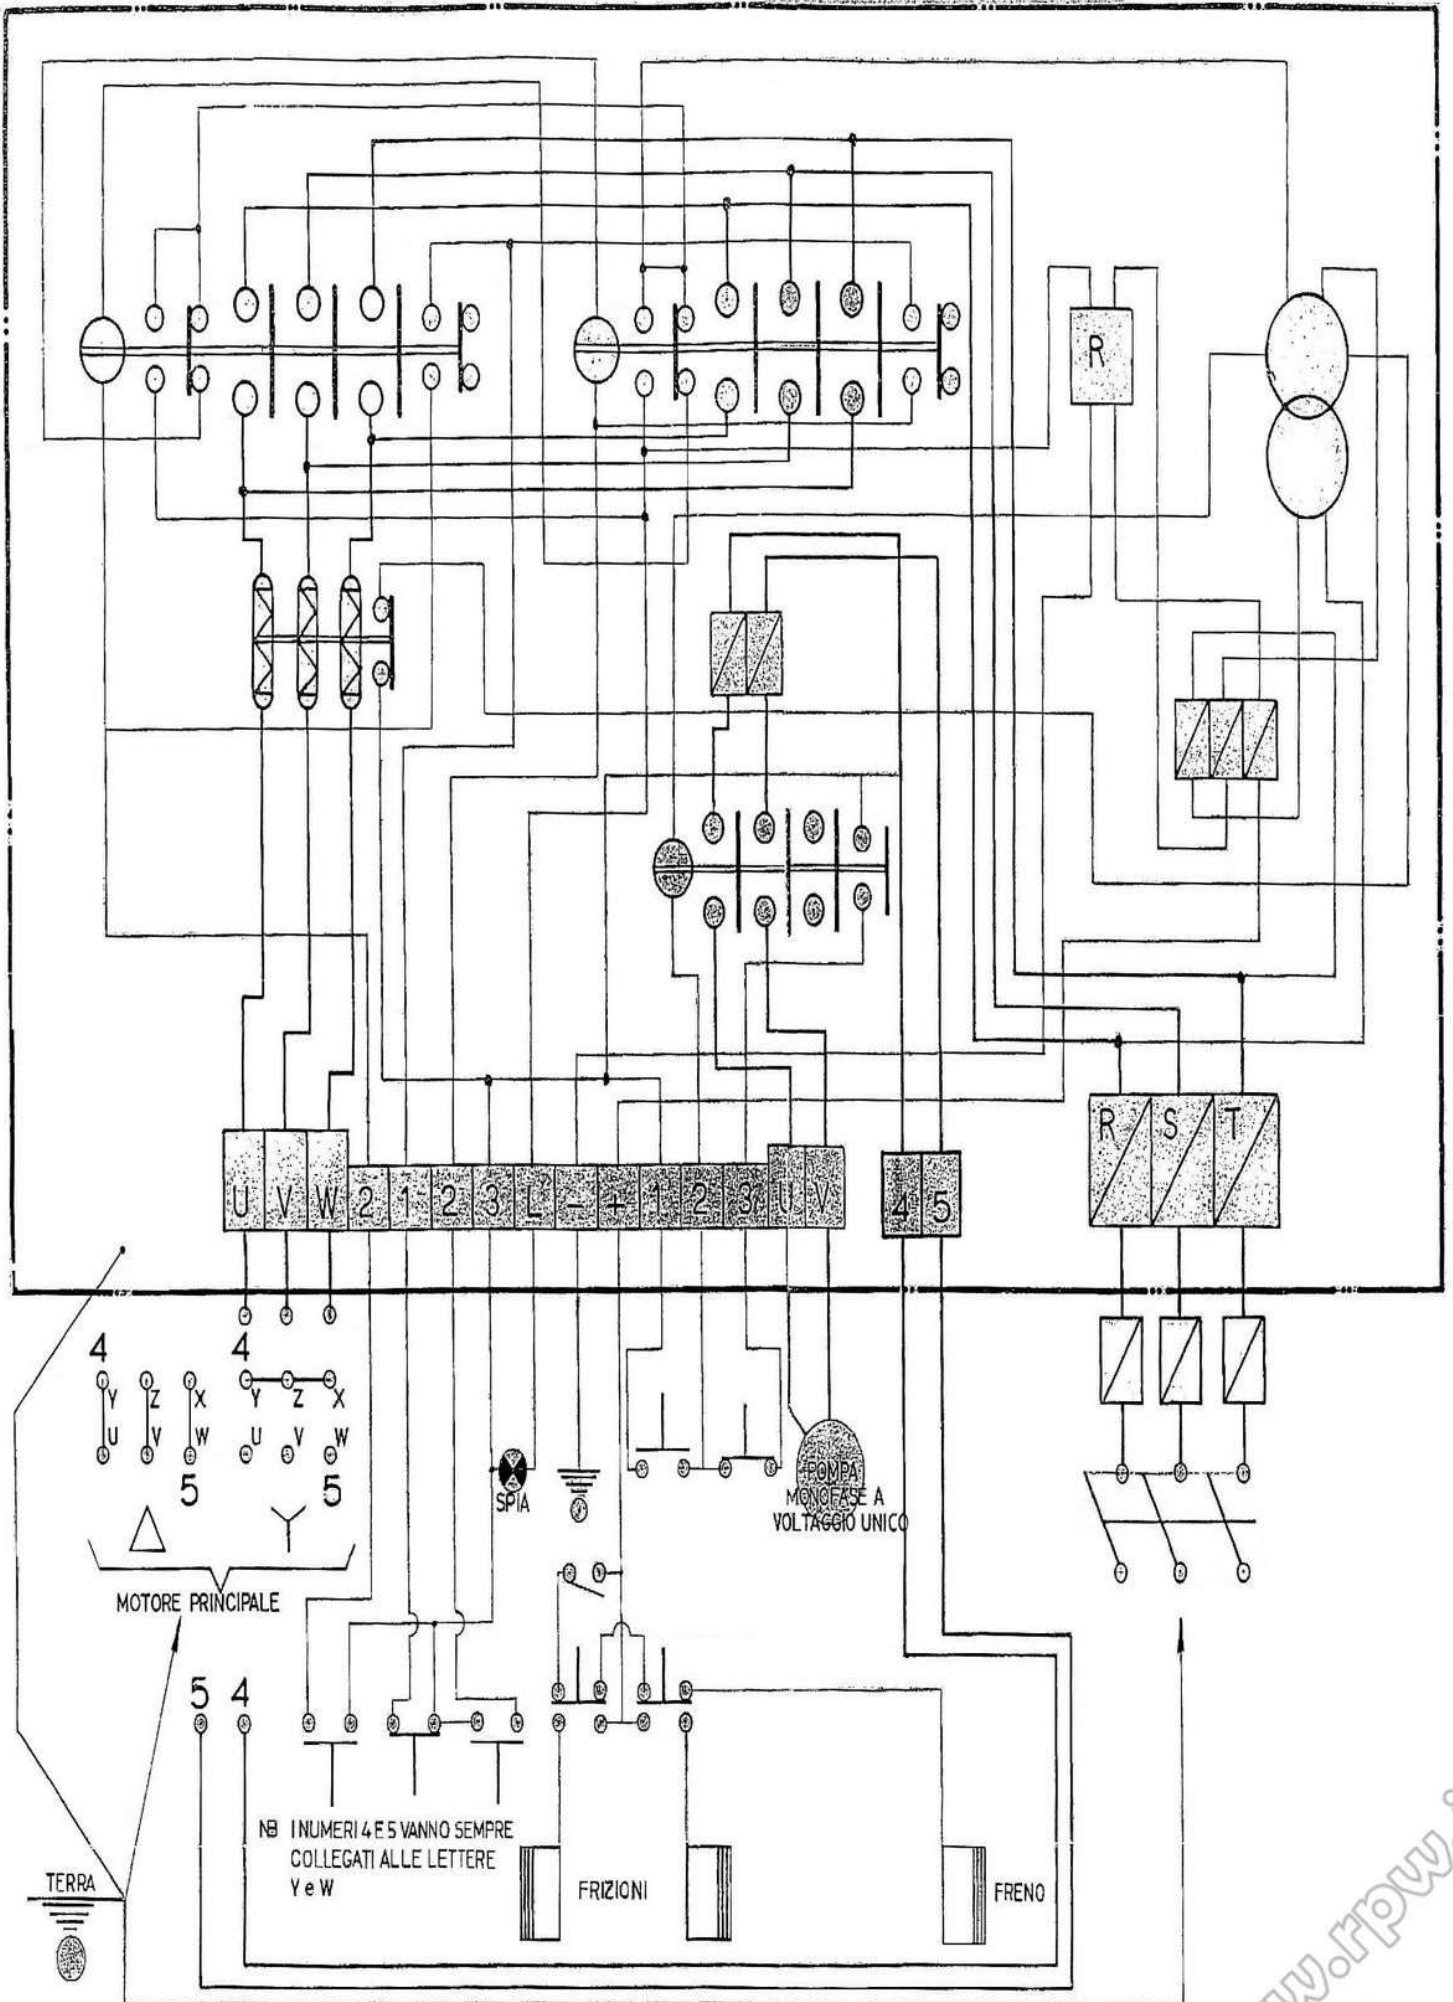 R
R S T
U V W 2 1 2 3 L - + 1 2 3 U V
4 5
4 4
Y Z X Y Z X
U V W U V W
5 5
SPIA
POMPA
MONOFASE A
VOLTAGGIO UNICO
MOTORE PRINCIPALE
5 4
NB I NUMERI 4 E 5 VANNO SEMPRE
COLLEGATI ALLE LETTERE
Y e W
TERRA
FRIZIONI
FRENO